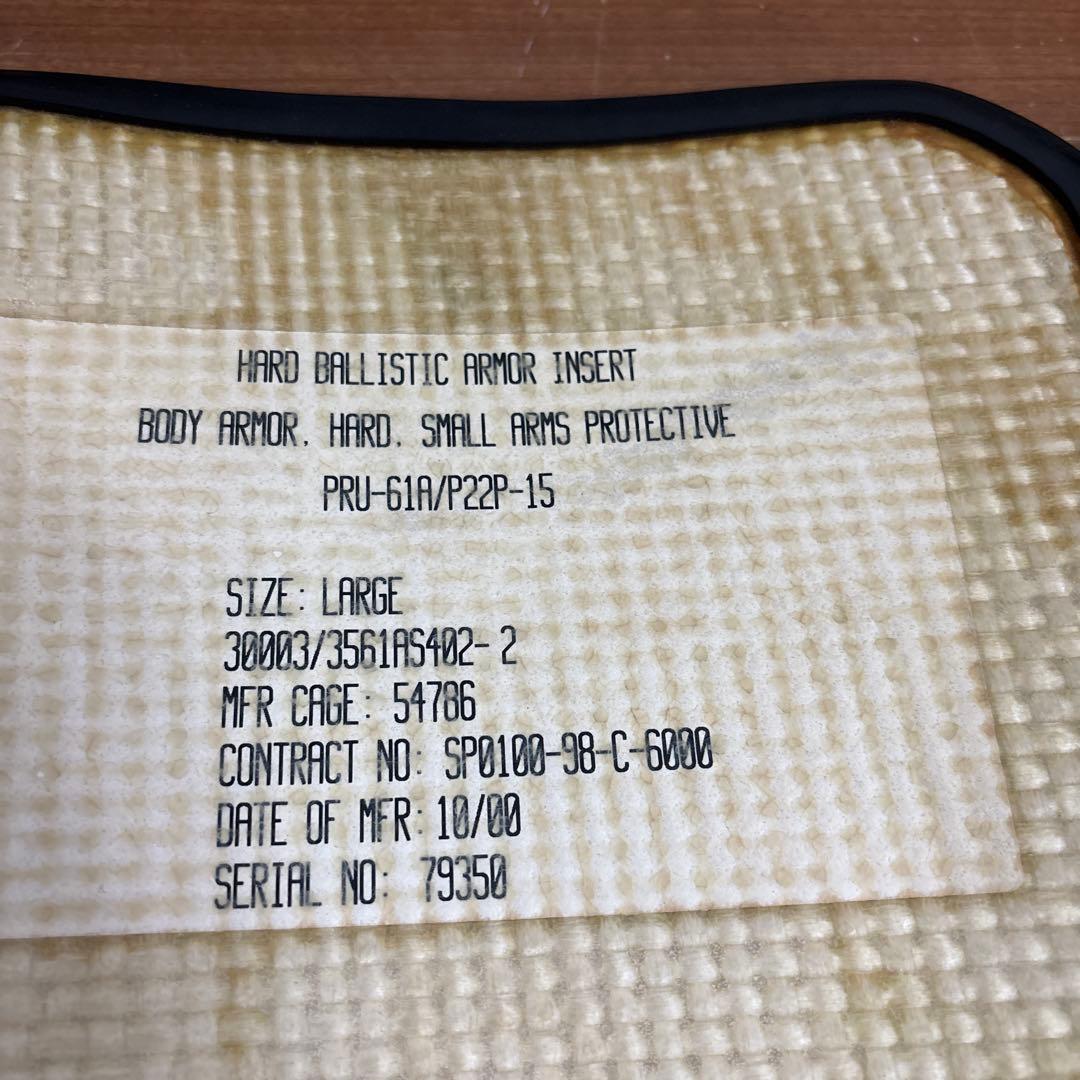 HARD BALLISTIC ARMOR INSERT
BODY ARMOR, HARD, SMALL ARMS PROTECTIVE
PRU-61A/P22P-15
SIZE: LARGE
30003/3561AS402- 2
MFR CAGE: 54786
CONTRACT NO: SP0100-98-C-6000
DATE OF MFR: 10/00
SERIAL NO: 79350